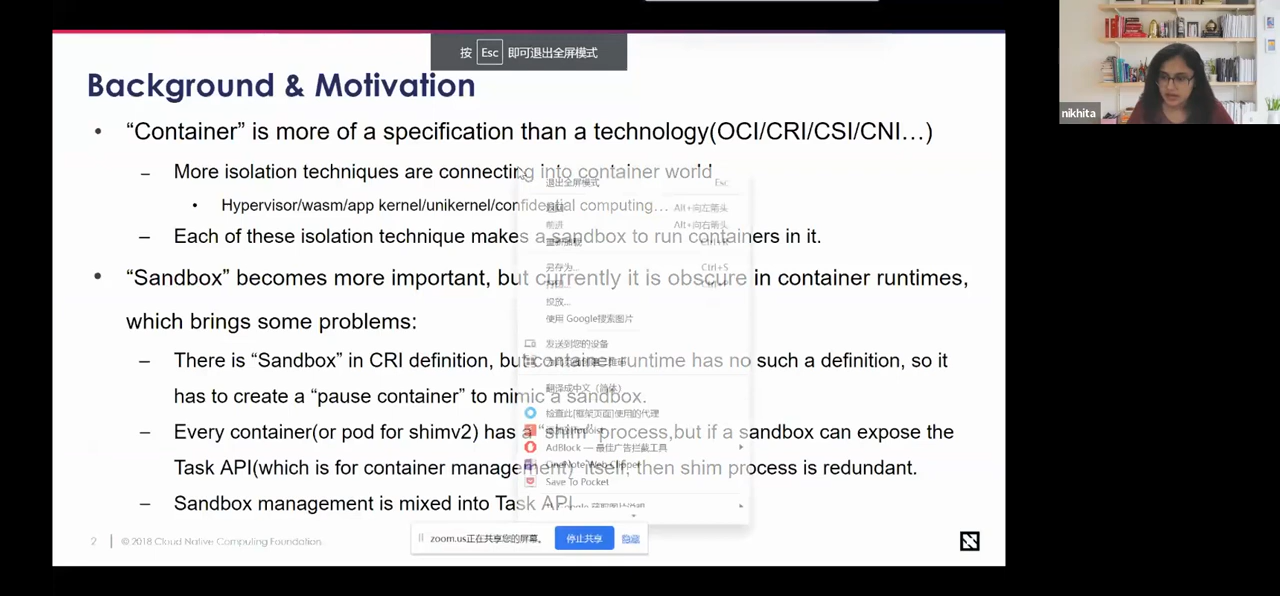 按 Esc 即可退出全屏模式
nikhita
Background & Motivation
• “Container” is more of a specification than a technology(OCI/CRI/CSI/CNI…)
– More isolation techniques are connecting into container world
• Hypervisor/wasm/app kernel/unikernel/confidential computing…
– Each of these isolation technique makes a sandbox to run containers in it.
• “Sandbox” becomes more important, but currently it is obscure in container runtimes,
which brings some problems:
– There is “Sandbox” in CRI definition, but container runtime has no such a definition, so it
has to create a “pause container” to mimic a sandbox.
– Every container(or pod for shimv2) has a “shim” process,but if a sandbox can expose the
Task API(which is for container management) itself, then shim process is redundant.
– Sandbox management is mixed into Task API
退出全屏模式 Esc
返回 Alt+向左箭头
前进 Alt+向右箭头
重新加载 Ctrl+R
另存为... Ctrl+S
打印... Ctrl+P
投放...
使用 Google搜索图片
发送到您的设备
翻译成中文（简体）
检查此[框架页面]使用的代理
AdBlock — 最佳广告拦截工具
OneNote Web Clipper
Save To Pocket
2 | © 2018 Cloud Native Computing Foundation
zoom.us正在共享您的屏幕。 停止共享 隐藏